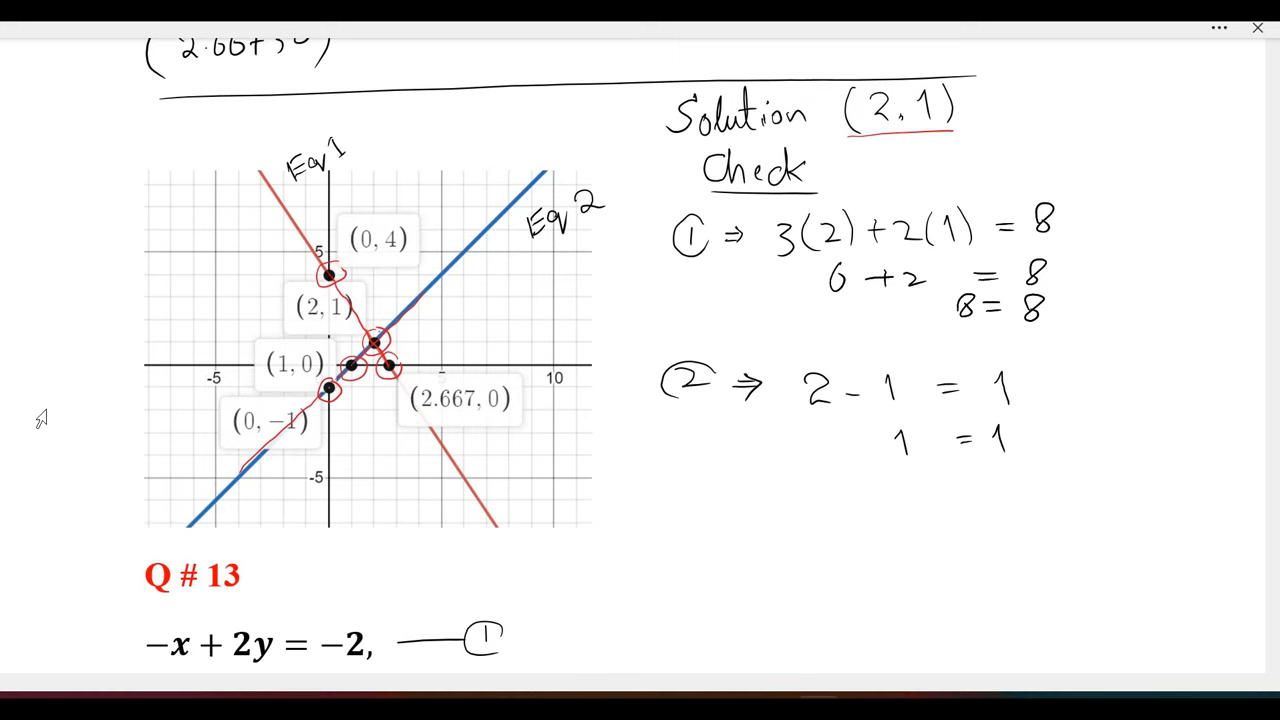 Solution (2,1)
Check
Eq 1
Eq 2
(0, 4)
5
(2, 1)
(1, 0)
-5
10
(2.667, 0)
(0, −1)
-5
① ⇒ 3(2)+2(1) = 8
6 +2 = 8
8 = 8
② ⇒ 2 - 1 = 1
1 = 1
Q # 13
−x + 2y = −2, —— ①